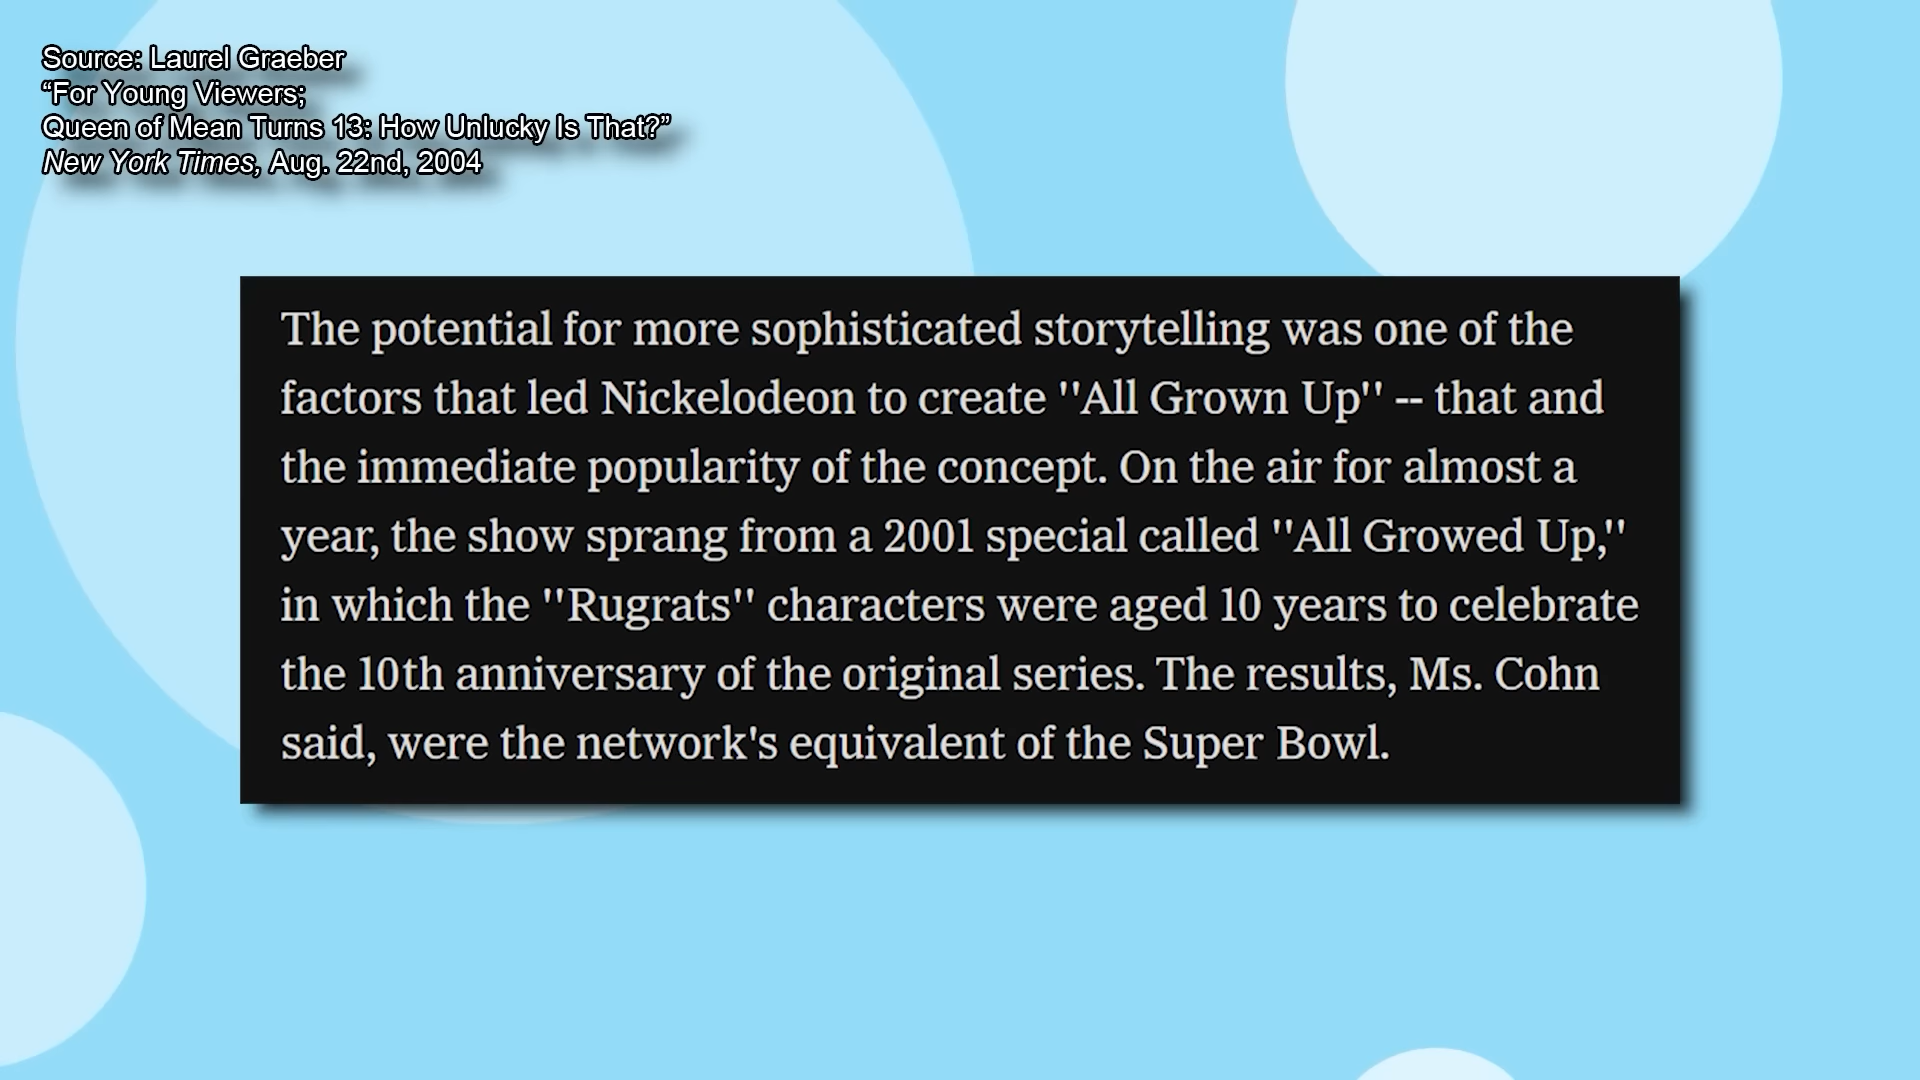 Source: Laurel Graeber
“For Young Viewers;
Queen of Mean Turns 13: How Unlucky Is That?”
New York Times, Aug. 22nd, 2004
The potential for more sophisticated storytelling was one of the
factors that led Nickelodeon to create ''All Grown Up'' -- that and
the immediate popularity of the concept. On the air for almost a
year, the show sprang from a 2001 special called ''All Growed Up,''
in which the ''Rugrats'' characters were aged 10 years to celebrate
the 10th anniversary of the original series. The results, Ms. Cohn
said, were the network's equivalent of the Super Bowl.